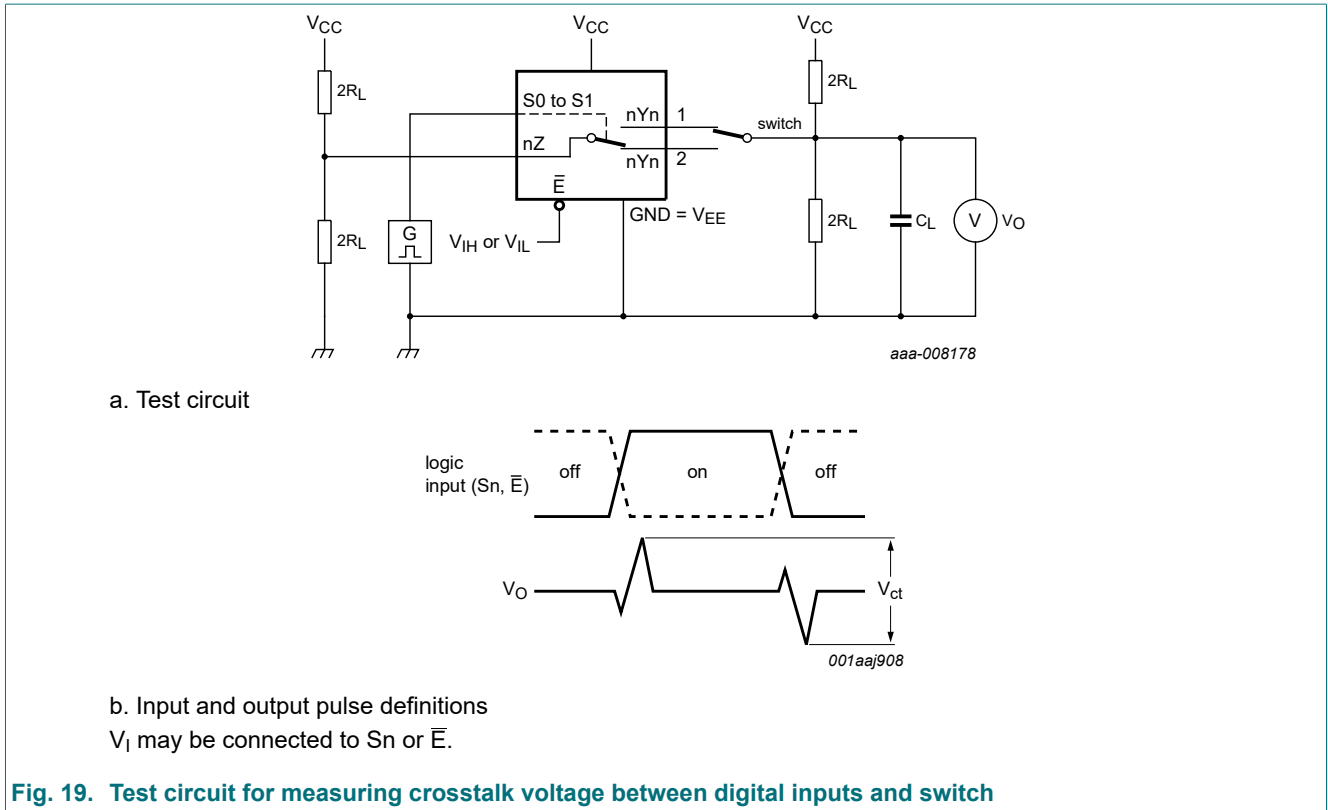 VCC VCC VCC
2RL 2RL
S0 to S1
nYn 1
switch
nZ
nYn 2
E̅
GND = VEE
2RL G VIH or VIL 2RL CL V VO
aaa-008178
a. Test circuit
logic
input (Sn, E̅)
off on off
VO
Vct
001aaj908
b. Input and output pulse definitions
VI may be connected to Sn or E̅.
Fig. 19. Test circuit for measuring crosstalk voltage between digital inputs and switch